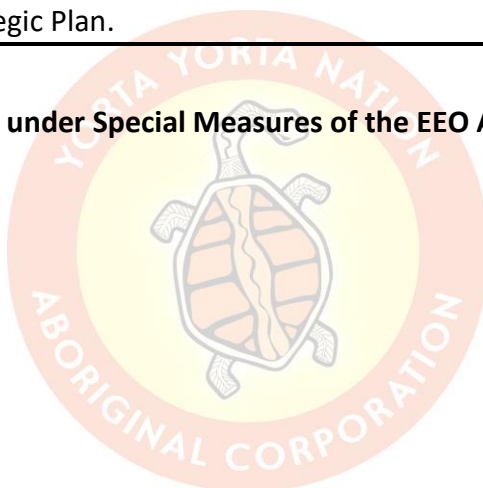 egic Plan.
under Special Measures of the EEO A
YORTA YORTA NATION
ABORIGINAL CORPORATION